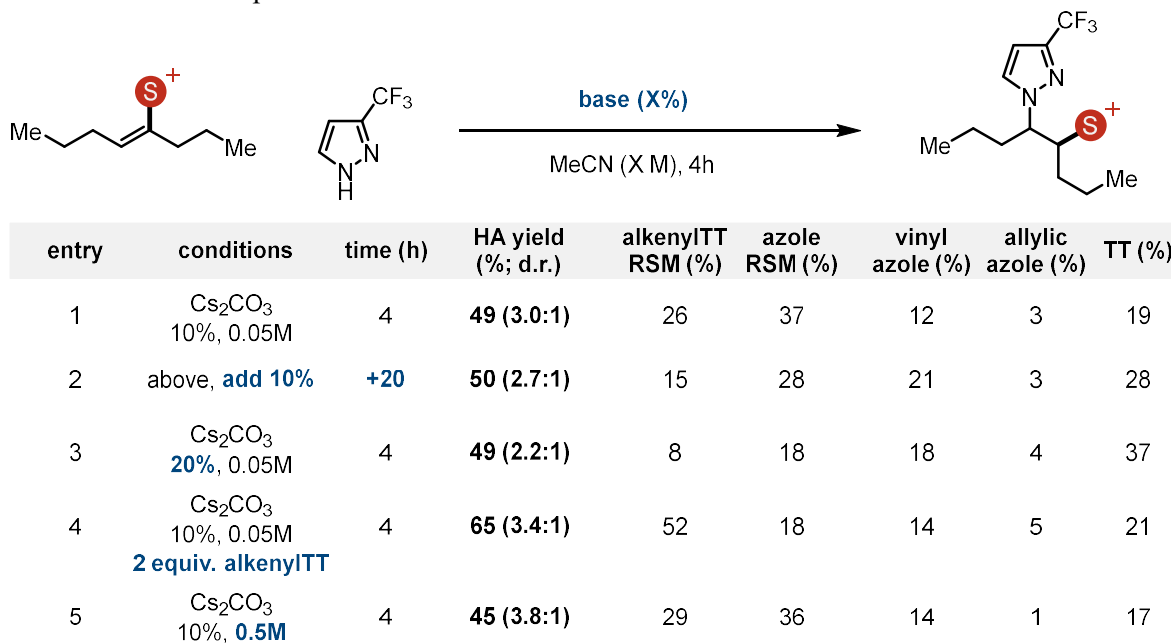 S+
Me
Me
CF3
N
N
H
base (X%)
MeCN (X M), 4h
CF3
N
N
S+
Me
Me
entry conditions time (h) HA yield (%; d.r.) alkenylTT RSM (%) azole RSM (%) vinyl azole (%) allylic azole (%) TT (%)
1 Cs2CO3 10%, 0.05M 4 49 (3.0:1) 26 37 12 3 19
2 above, add 10% +20 50 (2.7:1) 15 28 21 3 28
3 Cs2CO3 20%, 0.05M 4 49 (2.2:1) 8 18 18 4 37
4 Cs2CO3 10%, 0.05M 2 equiv. alkenylTT 4 65 (3.4:1) 52 18 14 5 21
5 Cs2CO3 10%, 0.5M 4 45 (3.8:1) 29 36 14 1 17